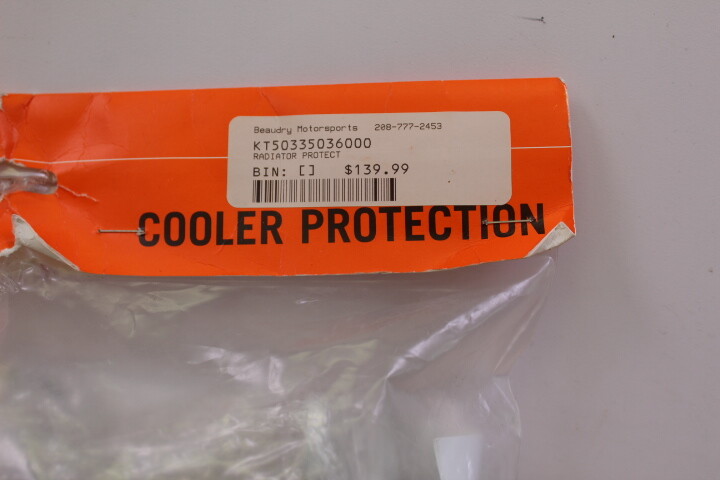 Beaudry Motorsports 208-777-2453
KT50335036000
RADIATOR PROTECT
BIN: [] $139.99
COOLER PROTECTION